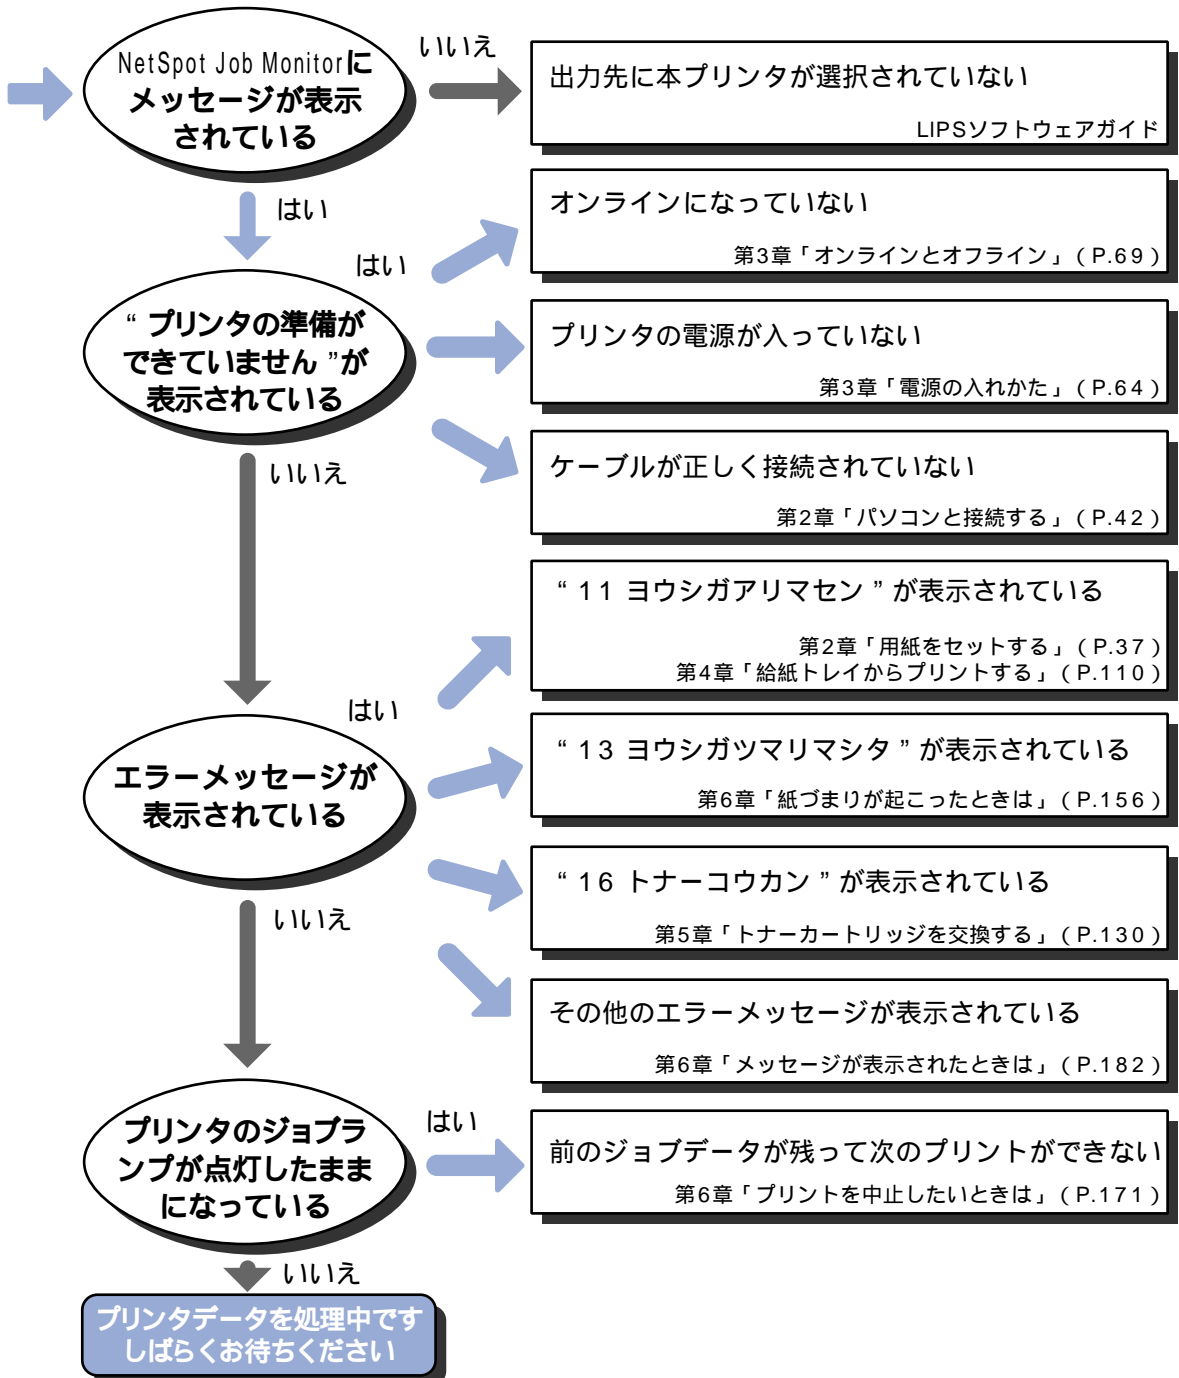 NetSpot Job Monitorに
メッセージが表示
されている
いいえ
出力先に本プリンタが選択されていない
LIPSソフトウェアガイド
はい
はい
オンラインになっていない
第3章「オンラインとオフライン」（P.69）
“プリンタの準備が
できていません”が
表示されている
プリンタの電源が入っていない
第3章「電源の入れかた」（P.64）
ケーブルが正しく接続されていない
第2章「パソコンと接続する」（P.42）
いいえ
“11 ヨウシガアリマセン”が表示されている
第2章「用紙をセットする」（P.37）
第4章「給紙トレイからプリントする」（P.110）
はい
エラーメッセージが
表示されている
“13 ヨウシガツマリマシタ”が表示されている
第6章「紙づまりが起こったときは」（P.156）
“16 トナーコウカン”が表示されている
第5章「トナーカートリッジを交換する」（P.130）
いいえ
その他のエラーメッセージが表示されている
第6章「メッセージが表示されたときは」（P.182）
プリンタのジョブラ
ンプが点灯したまま
になっている
はい
前のジョブデータが残って次のプリントができない
第6章「プリントを中止したいときは」（P.171）
いいえ
プリンタデータを処理中です
しばらくお待ちください